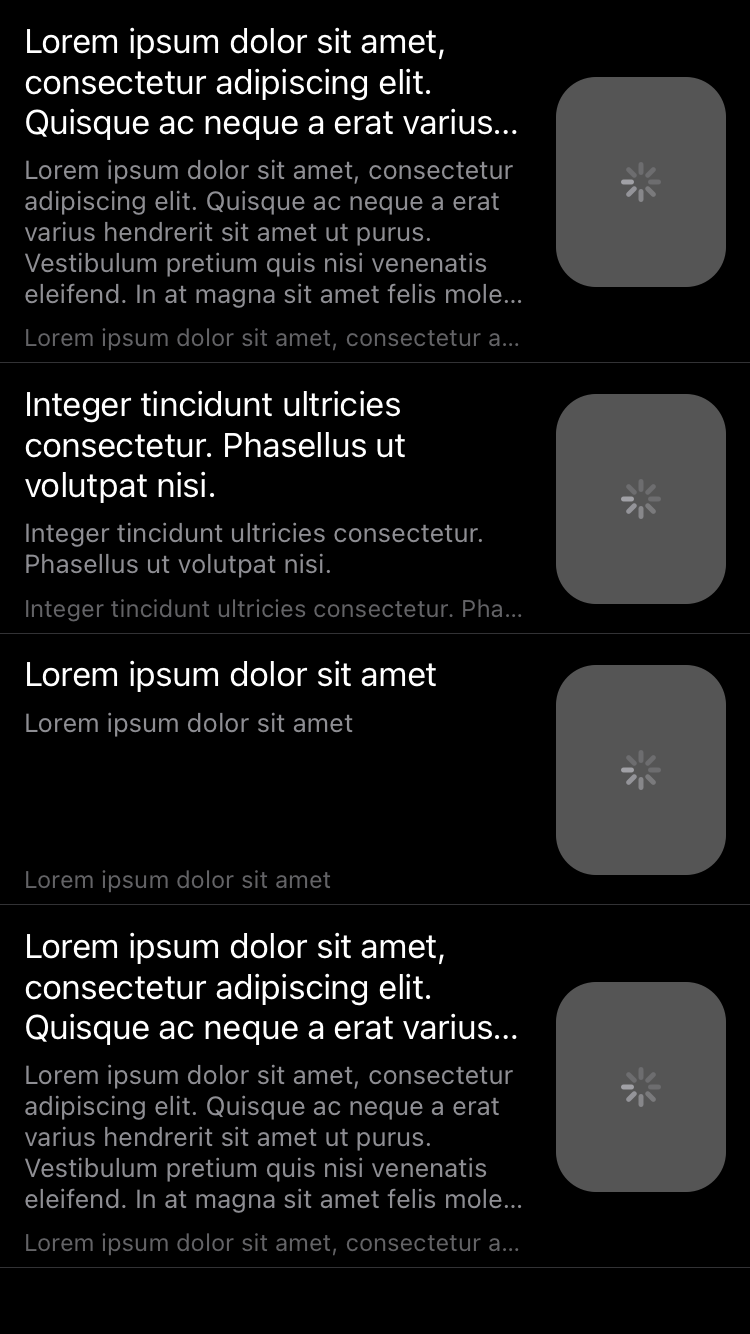 Lorem ipsum dolor sit amet,
consectetur adipiscing elit.
Quisque ac neque a erat varius...
Lorem ipsum dolor sit amet, consectetur
adipiscing elit. Quisque ac neque a erat
varius hendrerit sit amet ut purus.
Vestibulum pretium quis nisi venenatis
eleifend. In at magna sit amet felis mole...
Lorem ipsum dolor sit amet, consectetur a...
Integer tincidunt ultricies
consectetur. Phasellus ut
volutpat nisi.
Integer tincidunt ultricies consectetur.
Phasellus ut volutpat nisi.
Integer tincidunt ultricies consectetur. Pha...
Lorem ipsum dolor sit amet
Lorem ipsum dolor sit amet
Lorem ipsum dolor sit amet
Lorem ipsum dolor sit amet,
consectetur adipiscing elit.
Quisque ac neque a erat varius...
Lorem ipsum dolor sit amet, consectetur
adipiscing elit. Quisque ac neque a erat
varius hendrerit sit amet ut purus.
Vestibulum pretium quis nisi venenatis
eleifend. In at magna sit amet felis mole...
Lorem ipsum dolor sit amet, consectetur a...